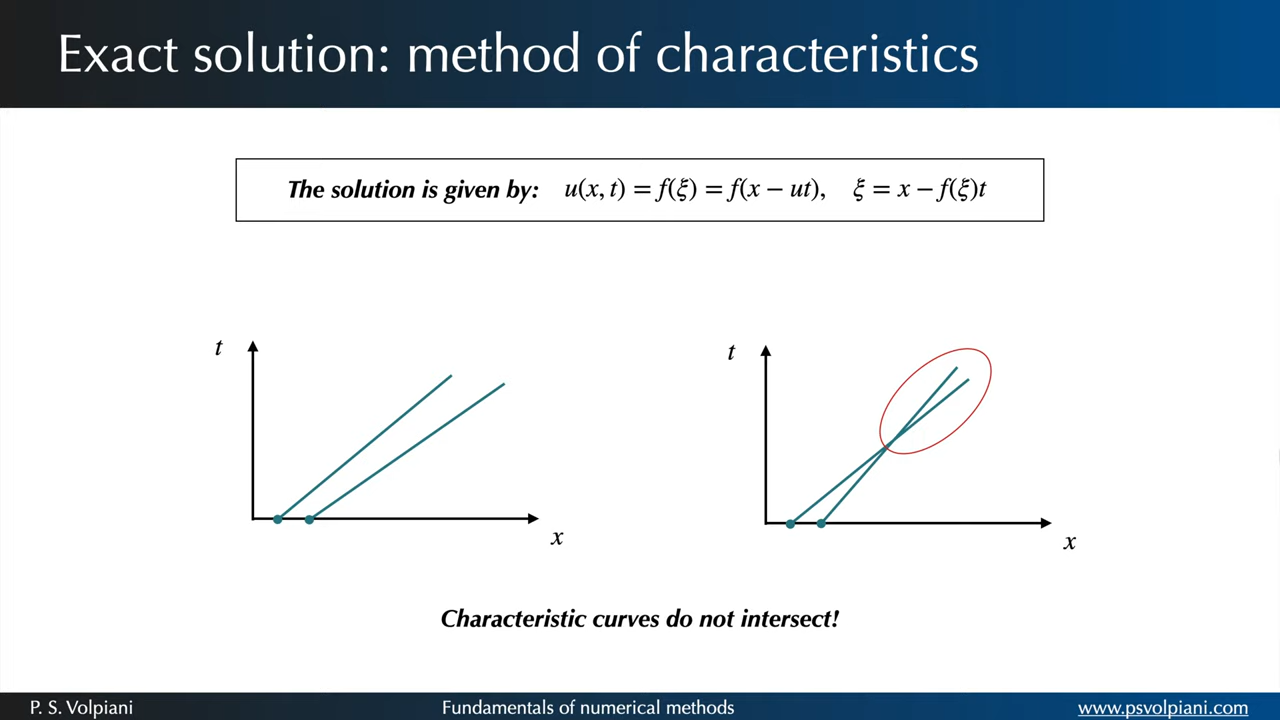 Exact solution: method of characteristics
The solution is given by: u(x, t) = f(ξ) = f(x − ut), ξ = x − f(ξ)t
t
x
t
x
Characteristic curves do not intersect!
P. S. Volpiani
Fundamentals of numerical methods
www.psvolpiani.com